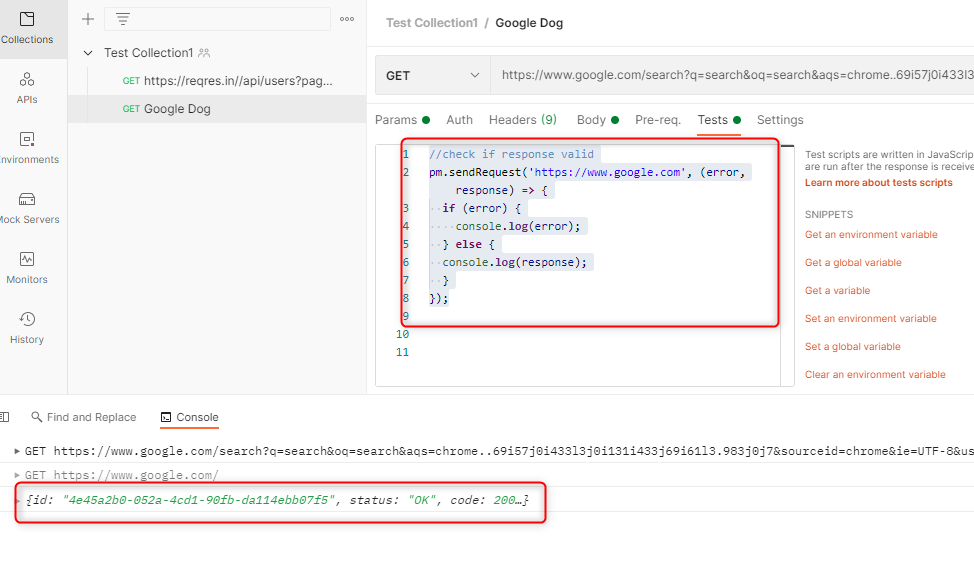 Collections
APIs
nvironments
Mock Servers
Monitors
History
Test Collection1
GET https://reqres.in//api/users?pag...
GET Google Dog
Test Collection1 / Google Dog
GET
https://www.google.com/search?q=search&oq=search&aqs=chrome..69i57j0i433l3
Params
Auth
Headers (9)
Body
Pre-req.
Tests
Settings
1 //check if response valid
2 pm.sendRequest('https://www.google.com', (error,
response) => {
3 if (error) {
4 console.log(error);
5 } else {
6 console.log(response);
7 }
8 });
9
10
11
Test scripts are written in JavaScrip
are run after the response is receive
Learn more about tests scripts
SNIPPETS
Get an environment variable
Get a global variable
Get a variable
Set an environment variable
Set a global variable
Clear an environment variable
Find and Replace
Console
GET https://www.google.com/search?q=search&oq=search&aqs=chrome..69i57j0i433l3j0i131i433j69i61l3.983j0j7&sourceid=chrome&ie=UTF-8&us
GET https://www.google.com/
{id: "4e45a2b0-052a-4cd1-90fb-da114ebb07f5", status: "OK", code: 200…}